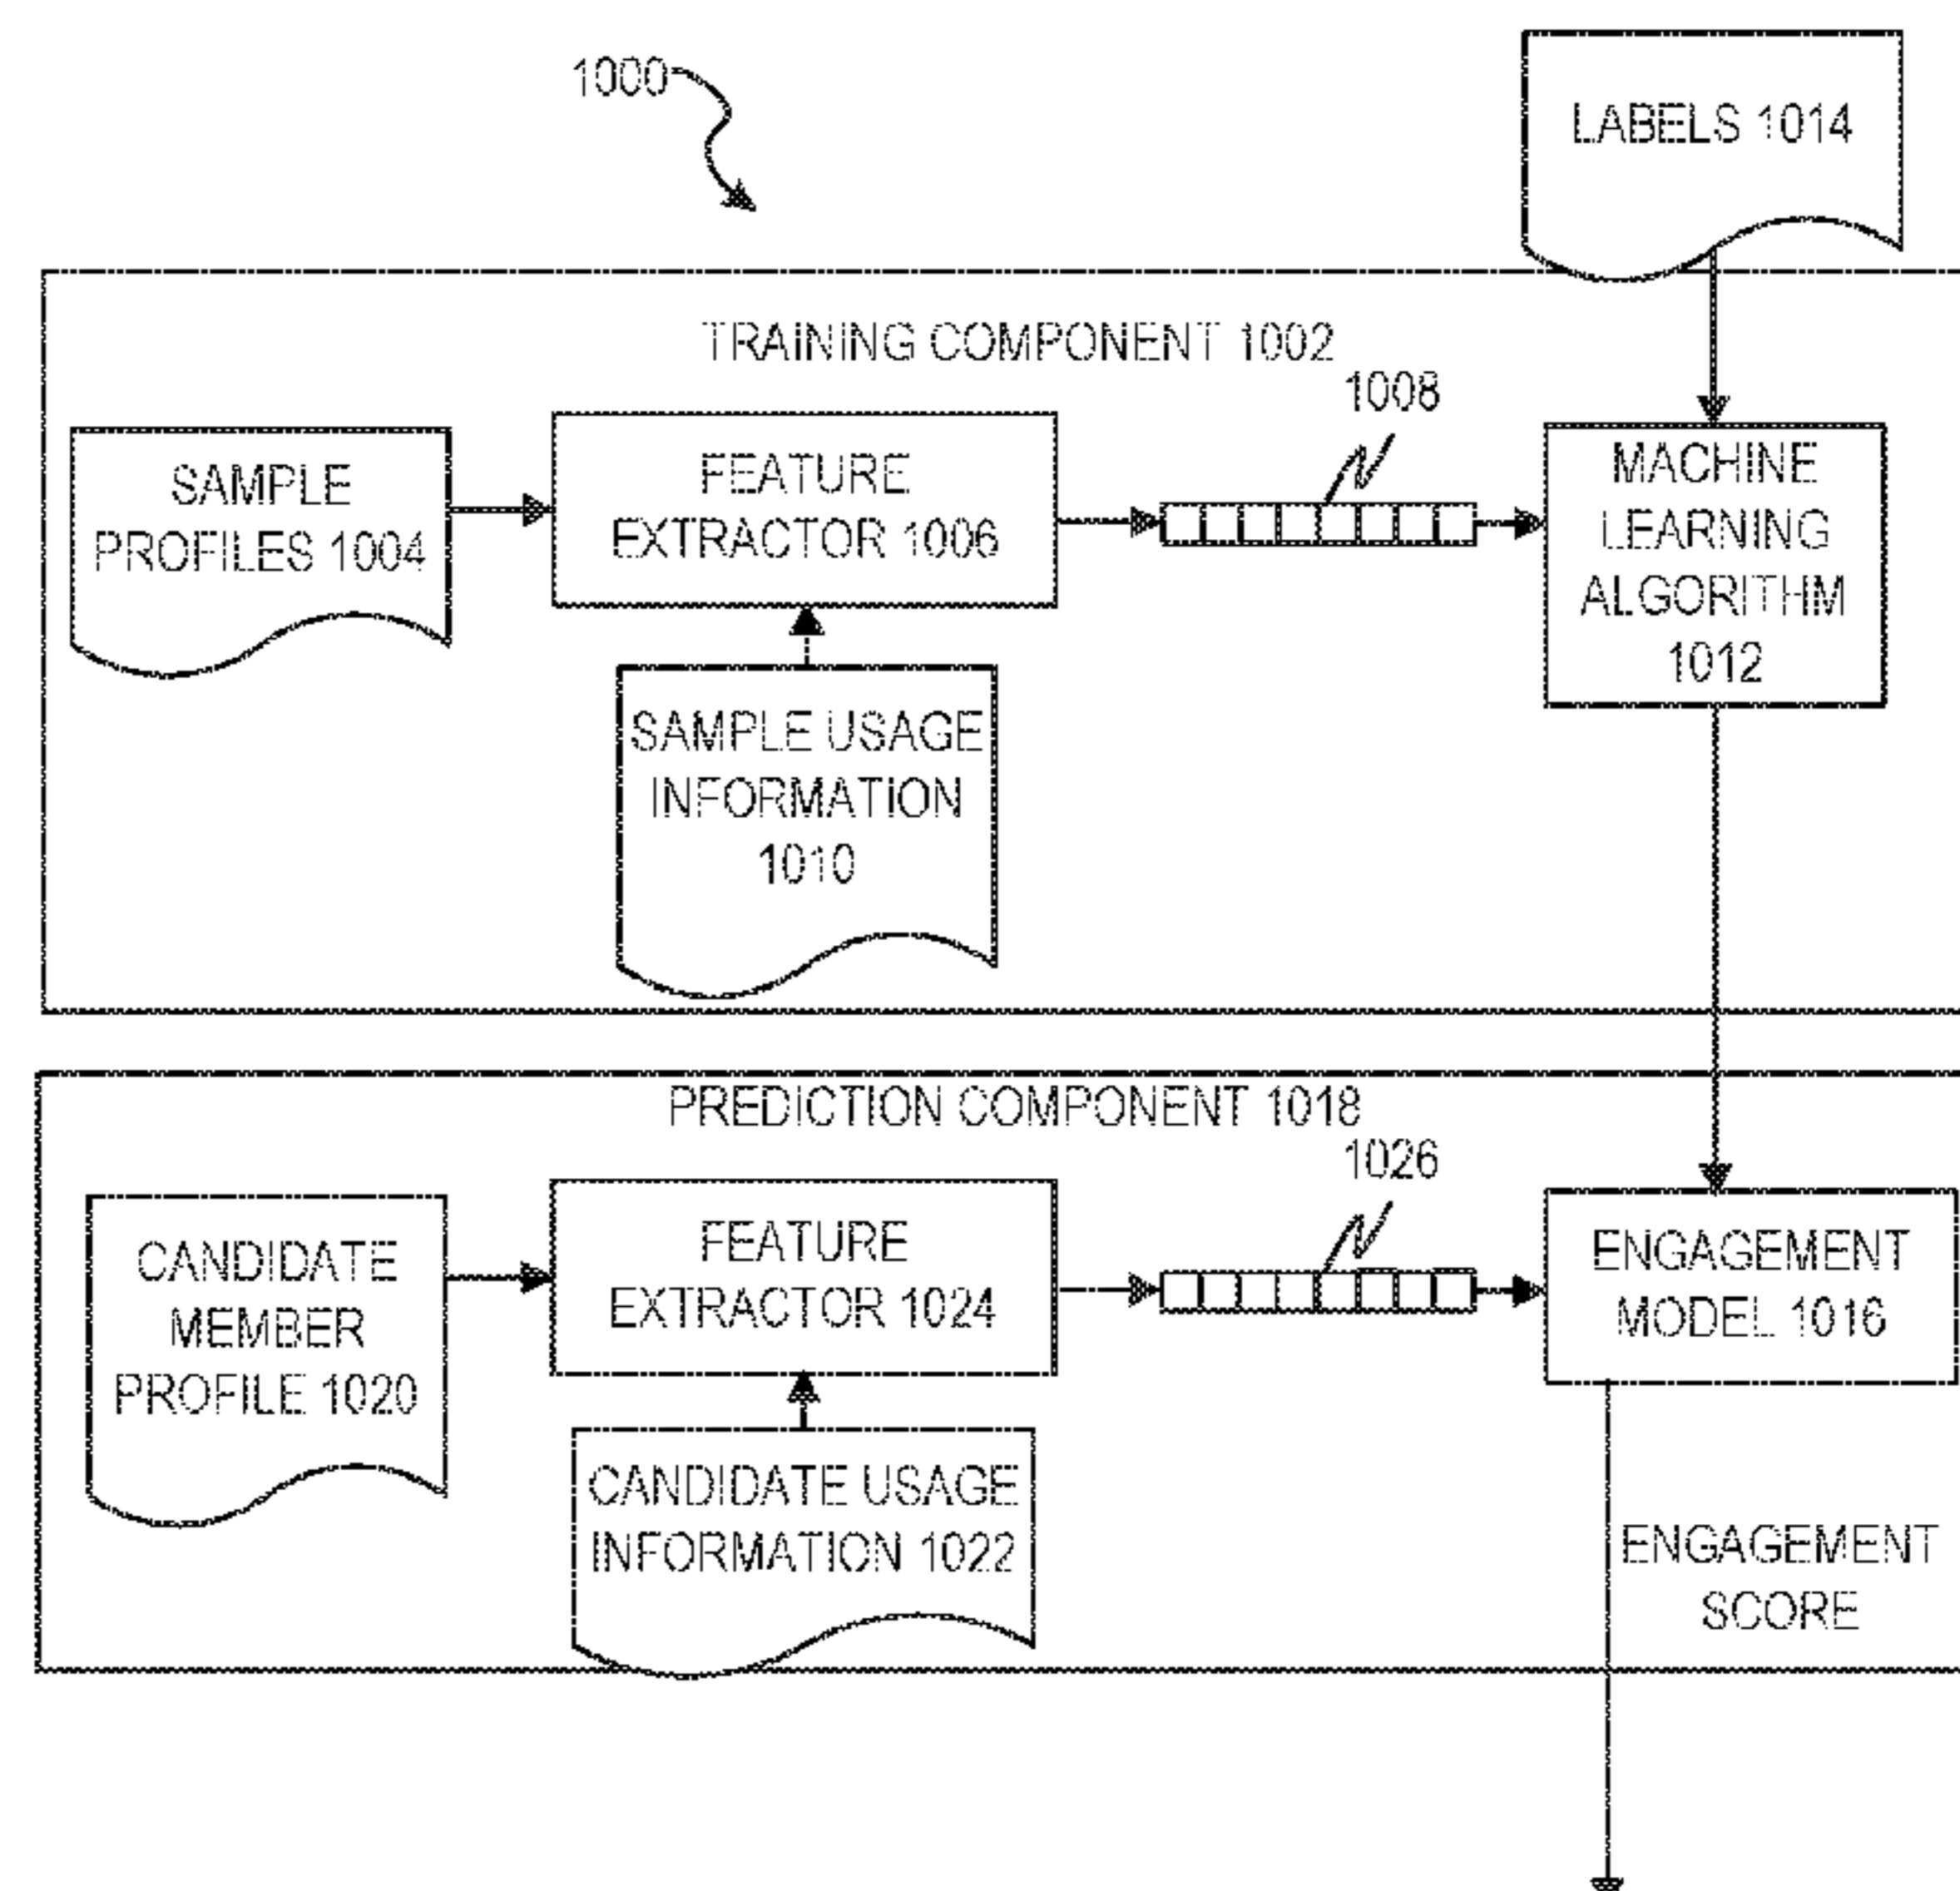 1000
LABELS 1014
TRAINING COMPONENT 1002
1008
SAMPLE
PROFILES 1004
FEATURE
EXTRACTOR 1006
MACHINE
LEARNING
ALGORITHM
1012
SAMPLE USAGE
INFORMATION
1010
PREDICTION COMPONENT 1018
1026
CANDIDATE
MEMBER
PROFILE 1020
FEATURE
EXTRACTOR 1024
ENGAGEMENT
MODEL 1016
CANDIDATE USAGE
INFORMATION 1022
ENGAGEMENT
SCORE